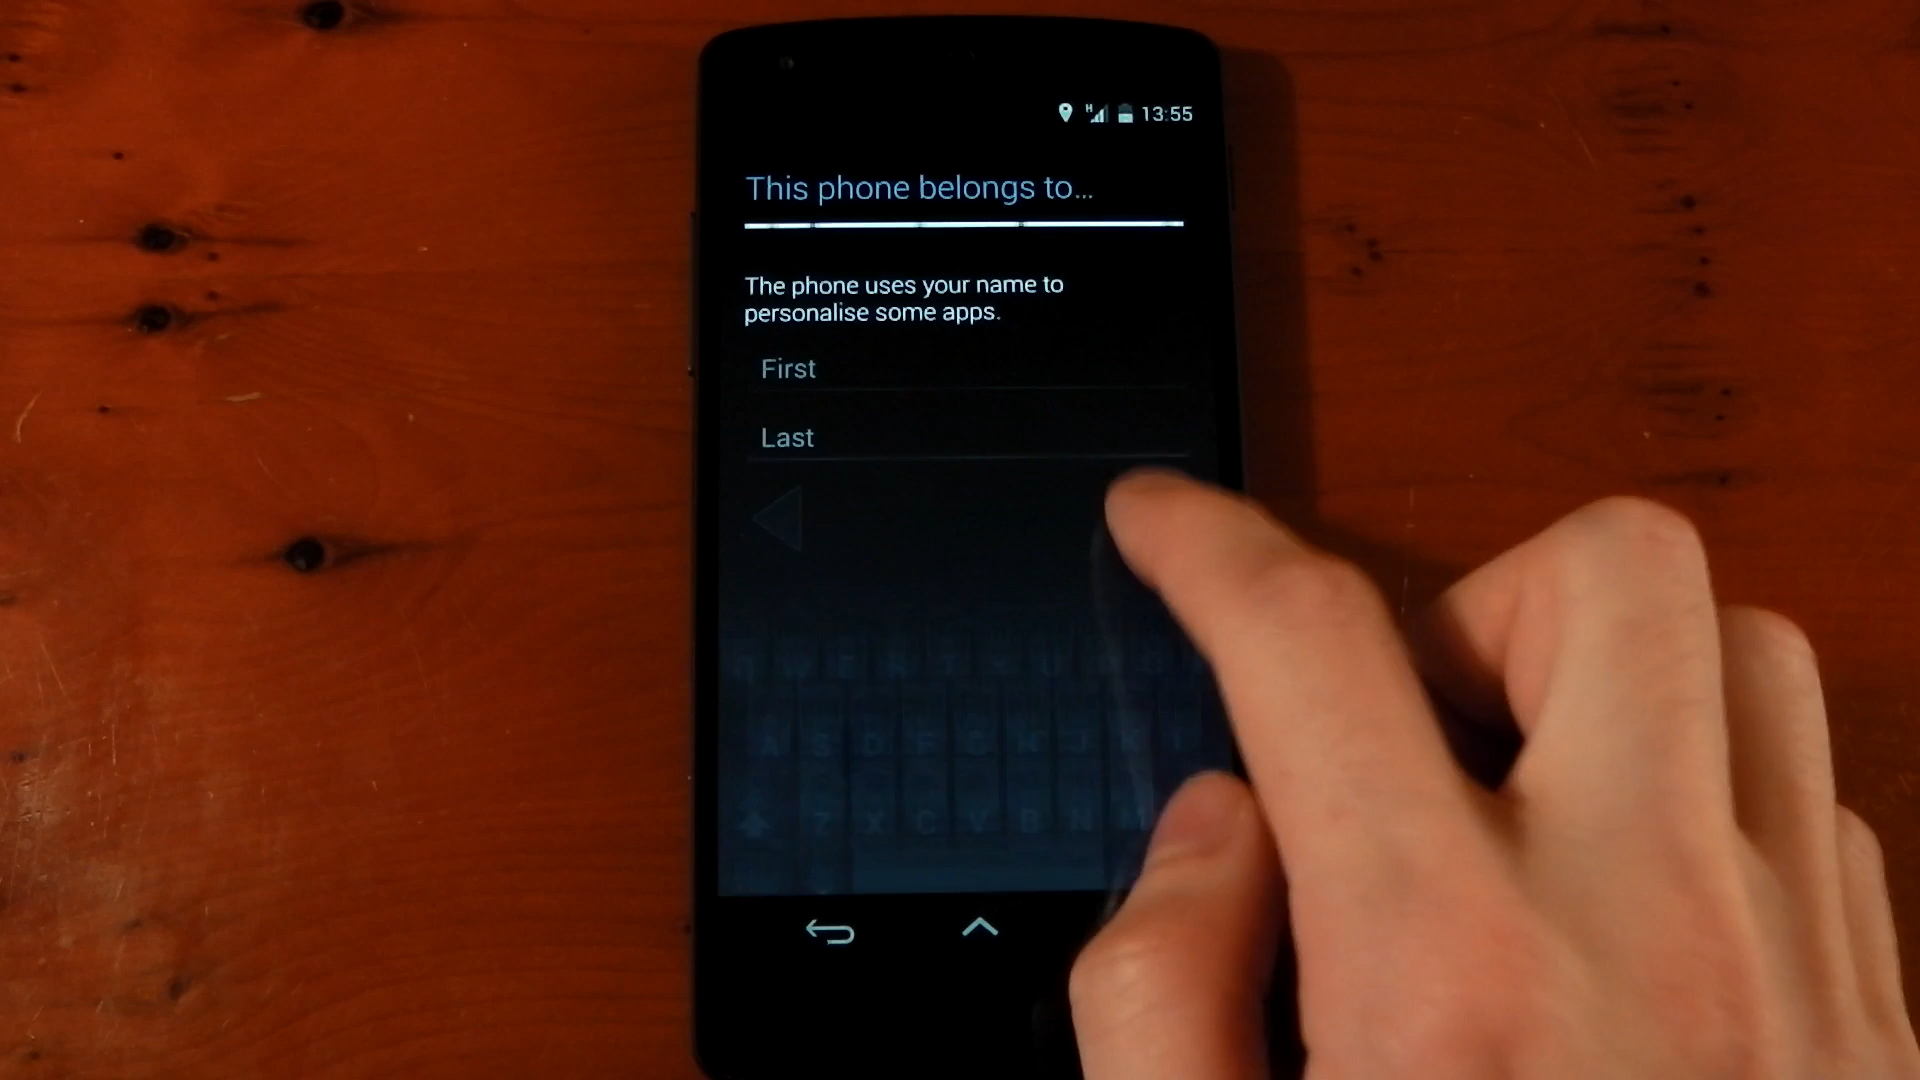 H 13:55
This phone belongs to...
The phone uses your name to
personalise some apps.
First
Last
A S D F G H J K L
Z X C V B N M